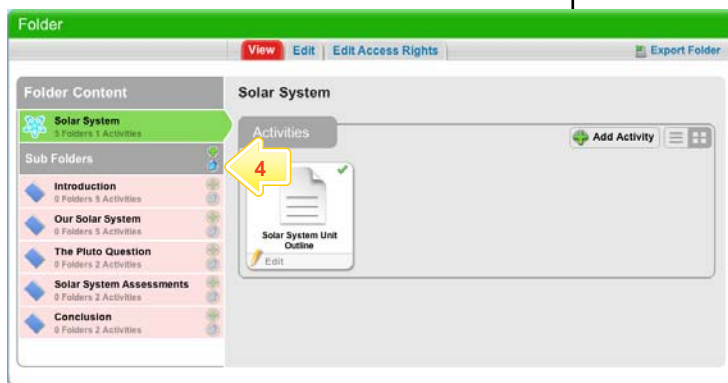 Folder
View Edit Edit Access Rights Export Folder
Folder Content
Solar System
5 Folders 1 Activities
Sub Folders
Introduction
0 Folders 5 Activities
Our Solar System
0 Folders 5 Activities
The Pluto Question
0 Folders 2 Activities
Solar System Assessments
0 Folders 2 Activities
Conclusion
0 Folders 2 Activities
4
Solar System
Activities
Add Activity
Solar System Unit
Outline
Edit